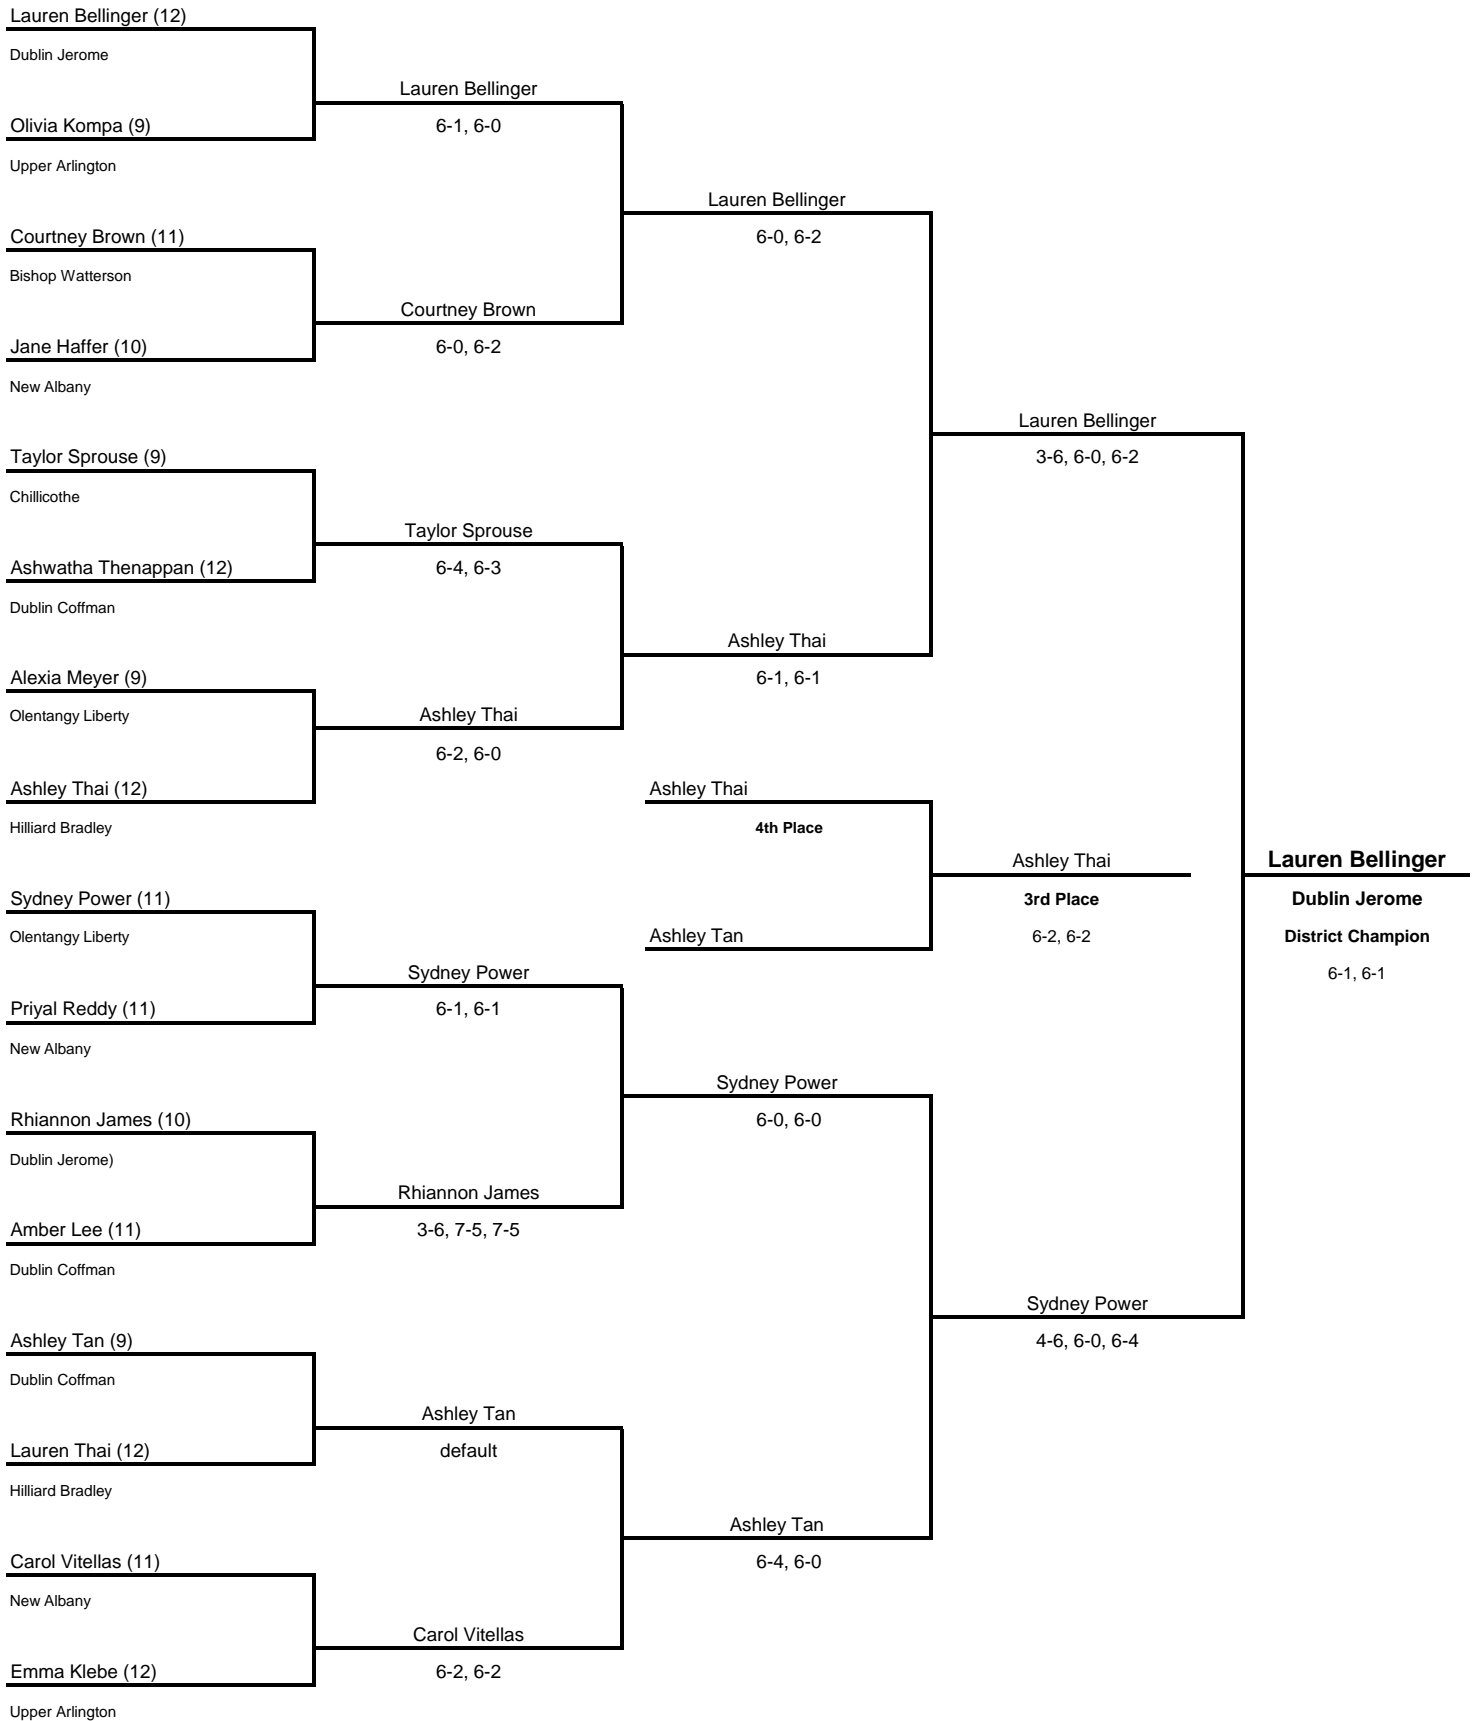 Lauren Bellinger (12)
Dublin Jerome
Lauren Bellinger
Olivia Kompa (9)
6-1, 6-0
Upper Arlington
Lauren Bellinger
Courtney Brown (11)
6-0, 6-2
Bishop Watterson
Courtney Brown
Jane Haffer (10)
6-0, 6-2
New Albany
Lauren Bellinger
Taylor Sprouse (9)
3-6, 6-0, 6-2
Chillicothe
Taylor Sprouse
Ashwatha Thenappan (12)
6-4, 6-3
Dublin Coffman
Ashley Thai
Alexia Meyer (9)
6-1, 6-1
Olentangy Liberty
Ashley Thai
6-2, 6-0
Ashley Thai (12)
Ashley Thai
Hilliard Bradley
4th Place
Ashley Thai
Lauren Bellinger
Sydney Power (11)
3rd Place
Dublin Jerome
Olentangy Liberty
Ashley Tan
6-2, 6-2
District Champion
Sydney Power
6-1, 6-1
Priyal Reddy (11)
6-1, 6-1
New Albany
Sydney Power
Rhiannon James (10)
6-0, 6-0
Dublin Jerome)
Rhiannon James
Amber Lee (11)
3-6, 7-5, 7-5
Dublin Coffman
Sydney Power
Ashley Tan (9)
4-6, 6-0, 6-4
Dublin Coffman
Ashley Tan
Lauren Thai (12)
default
Hilliard Bradley
Ashley Tan
Carol Vitellas (11)
6-4, 6-0
New Albany
Carol Vitellas
Emma Klebe (12)
6-2, 6-2
Upper Arlington